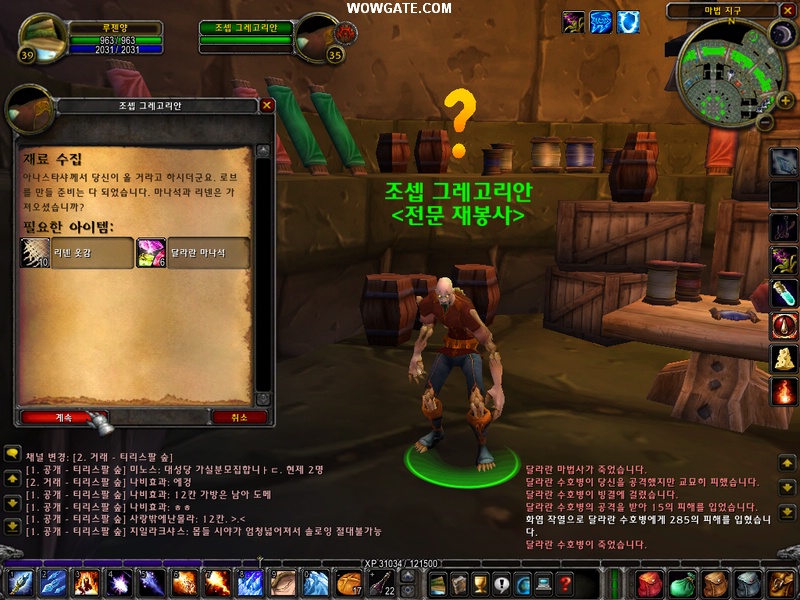 WOWGATE.COM
루젠양
963 / 963
2031 / 2031
39
조셉 그레고리안
35
마법 지구
N
조셉 그레고리안
재료 수집
아나스타샤께서 당신이 올 거라고 하시더군요. 로브
를 만들 준비는 다 되었습니다. 마나석과 리넨은 가
져오셨습니까?
필요한 아이템:
10
리넨 옷감
6
달라란 마나석
계속
취소
조셉 그레고리안
<전문 재봉사>
채널 변경: [2. 거래 - 티리스팔 숲]
[1. 공개 - 티리스팔 숲] 미노스: 대성당 가실분모집합니ㅏㄷ. 현제 2명
[2. 거래 - 티리스팔 숲] 나비효과: 에겅
[1. 공개 - 티리스팔 숲] 나비효과: 12칸 가방은 남아 도메
[1. 공개 - 티리스팔 숲] 나비효과: ㅎㅎ
[1. 공개 - 티리스팔 숲] 사랑밖에난몰라: 12칸. >.<
[1. 공개 - 티리스팔 숲] 지일라크샤스: 몹들 시야가 엄청넓어져서 솔로잉 절대불가능
달라란 마법사가 죽었습니다.
달라란 수호병이 당신을 공격했지만 교묘히 피했습니다.
달라란 수호병이 빙결에 걸렸습니다.
달라란 수호병의 공격을 받아 15의 피해를 입었습니다.
화염 작열으로 달라란 수호병에게 285의 피해를 입혔습니
다.
달라란 수호병이 죽었습니다.
XP 31034 / 121500
17
22